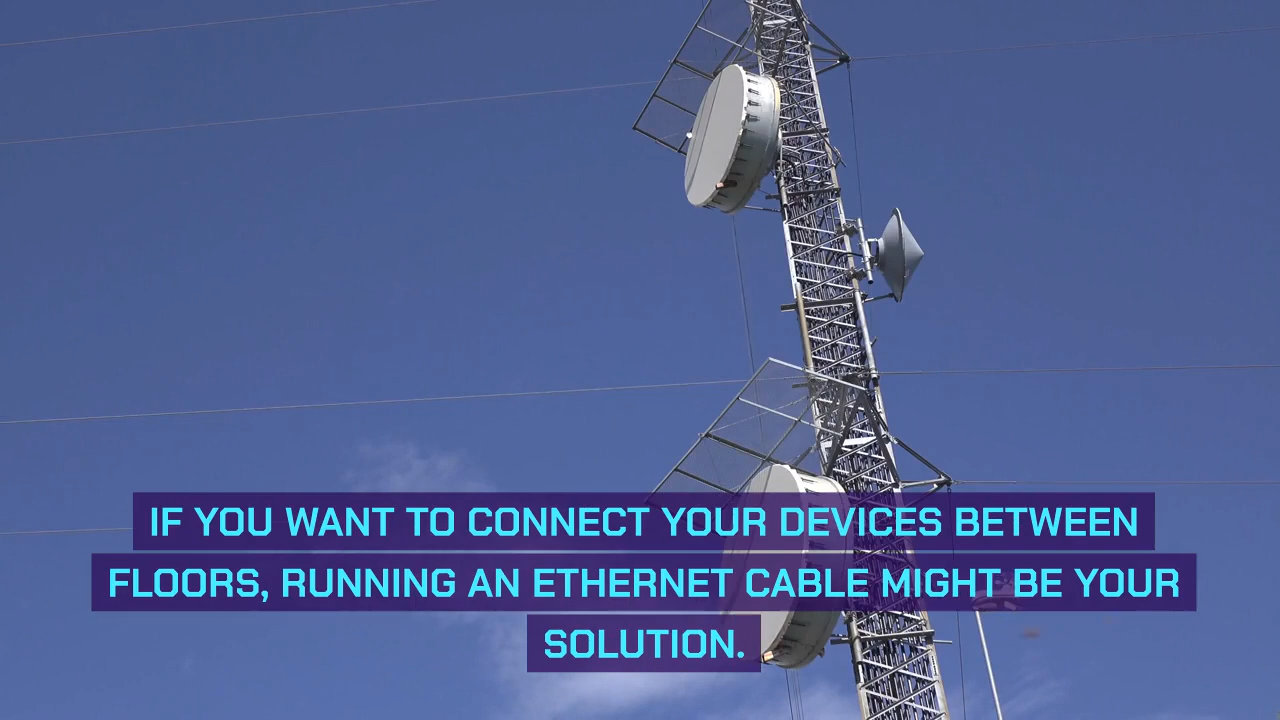 IF YOU WANT TO CONNECT YOUR DEVICES BETWEEN
FLOORS, RUNNING AN ETHERNET CABLE MIGHT BE YOUR
SOLUTION.